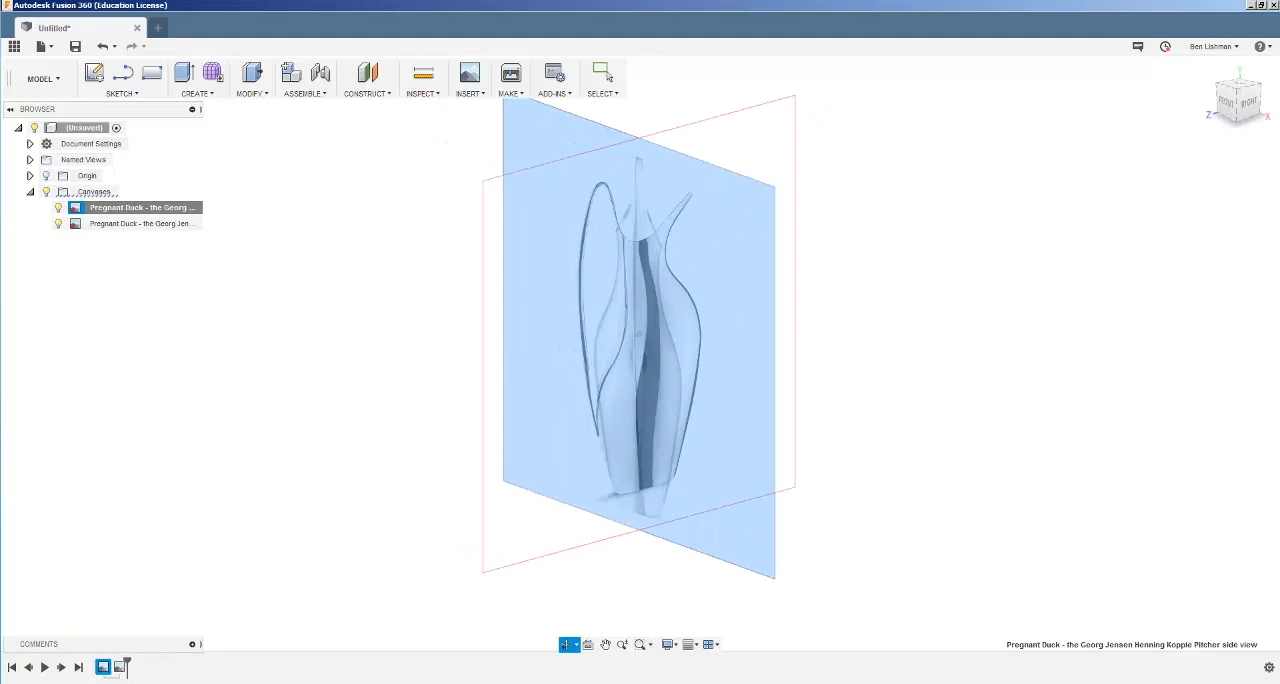 Autodesk Fusion 360 (Education License)
Untitled*
Ben Lishman
MODEL
SKETCH
CREATE
MODIFY
ASSEMBLE
CONSTRUCT
INSPECT
INSERT
MAKE
ADD-INS
SELECT
BROWSER
(Unsaved)
Document Settings
Named Views
Origin
Canvases
Pregnant Duck - the Georg ...
Pregnant Duck - the Georg Jen...
Y
FRONT
RIGHT
Z
X
COMMENTS
Pregnant Duck - the Georg Jensen Henning Kopple Pitcher side view